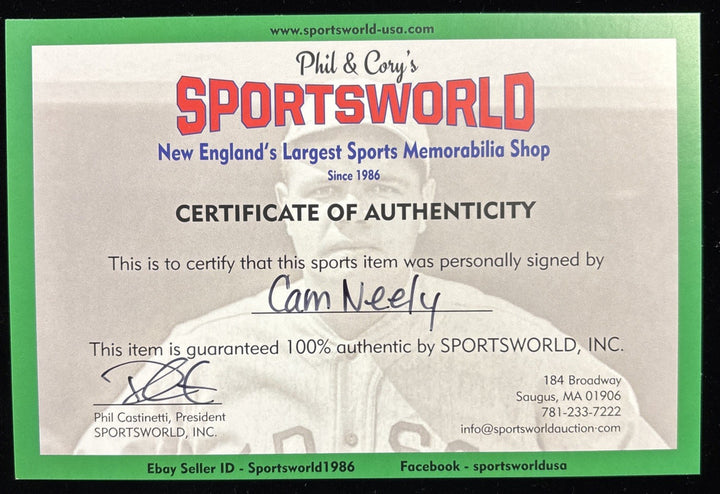 www.sportsworld-usa.com
Phil & Cory's
SPORTSWORLD
New England's Largest Sports Memorabilia Shop
Since 1986
CERTIFICATE OF AUTHENTICITY
This is to certify that this sports item was personally signed by
Cam Neely
This item is guaranteed 100% authentic by SPORTSWORLD, INC.
Phil Castinetti, President
SPORTSWORLD, INC.
184 Broadway
Saugus, MA 01906
781-233-7222
info@sportsworldauction·com
Ebay Seller ID - Sportsworld1986 Facebook - sportsworldusa